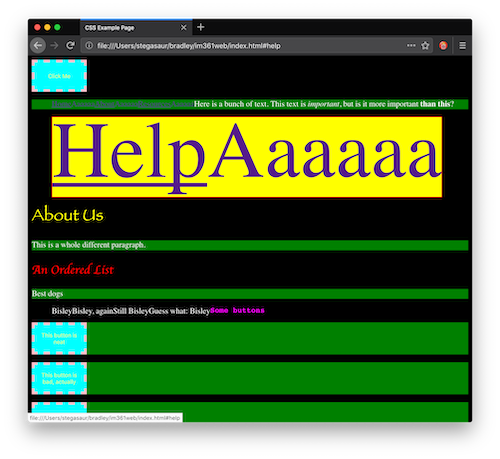 CSS Example Page
file:///Users/stegasaur/bradley/im361web/index.html#help
Click Me
Here is a bunch of text. This text is important, but is it more important than this?
HelpAaaaaa
About Us
This is a whole different paragraph.
An Ordered List
Best dogs
BisleyBisley, againStill BisleyGuess what: BisleySome buttons
This button is
neat
This button is
rad, actually
file:///Users/stegasaur/bradley/im361web/index.html#help